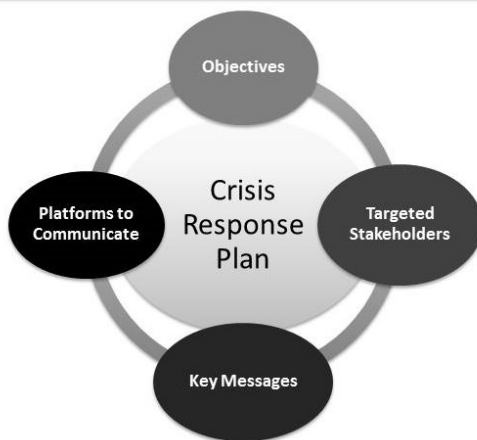 Objectives
Crisis
Response
Plan
Platforms to
Communicate
Targeted
Stakeholders
Key Messages